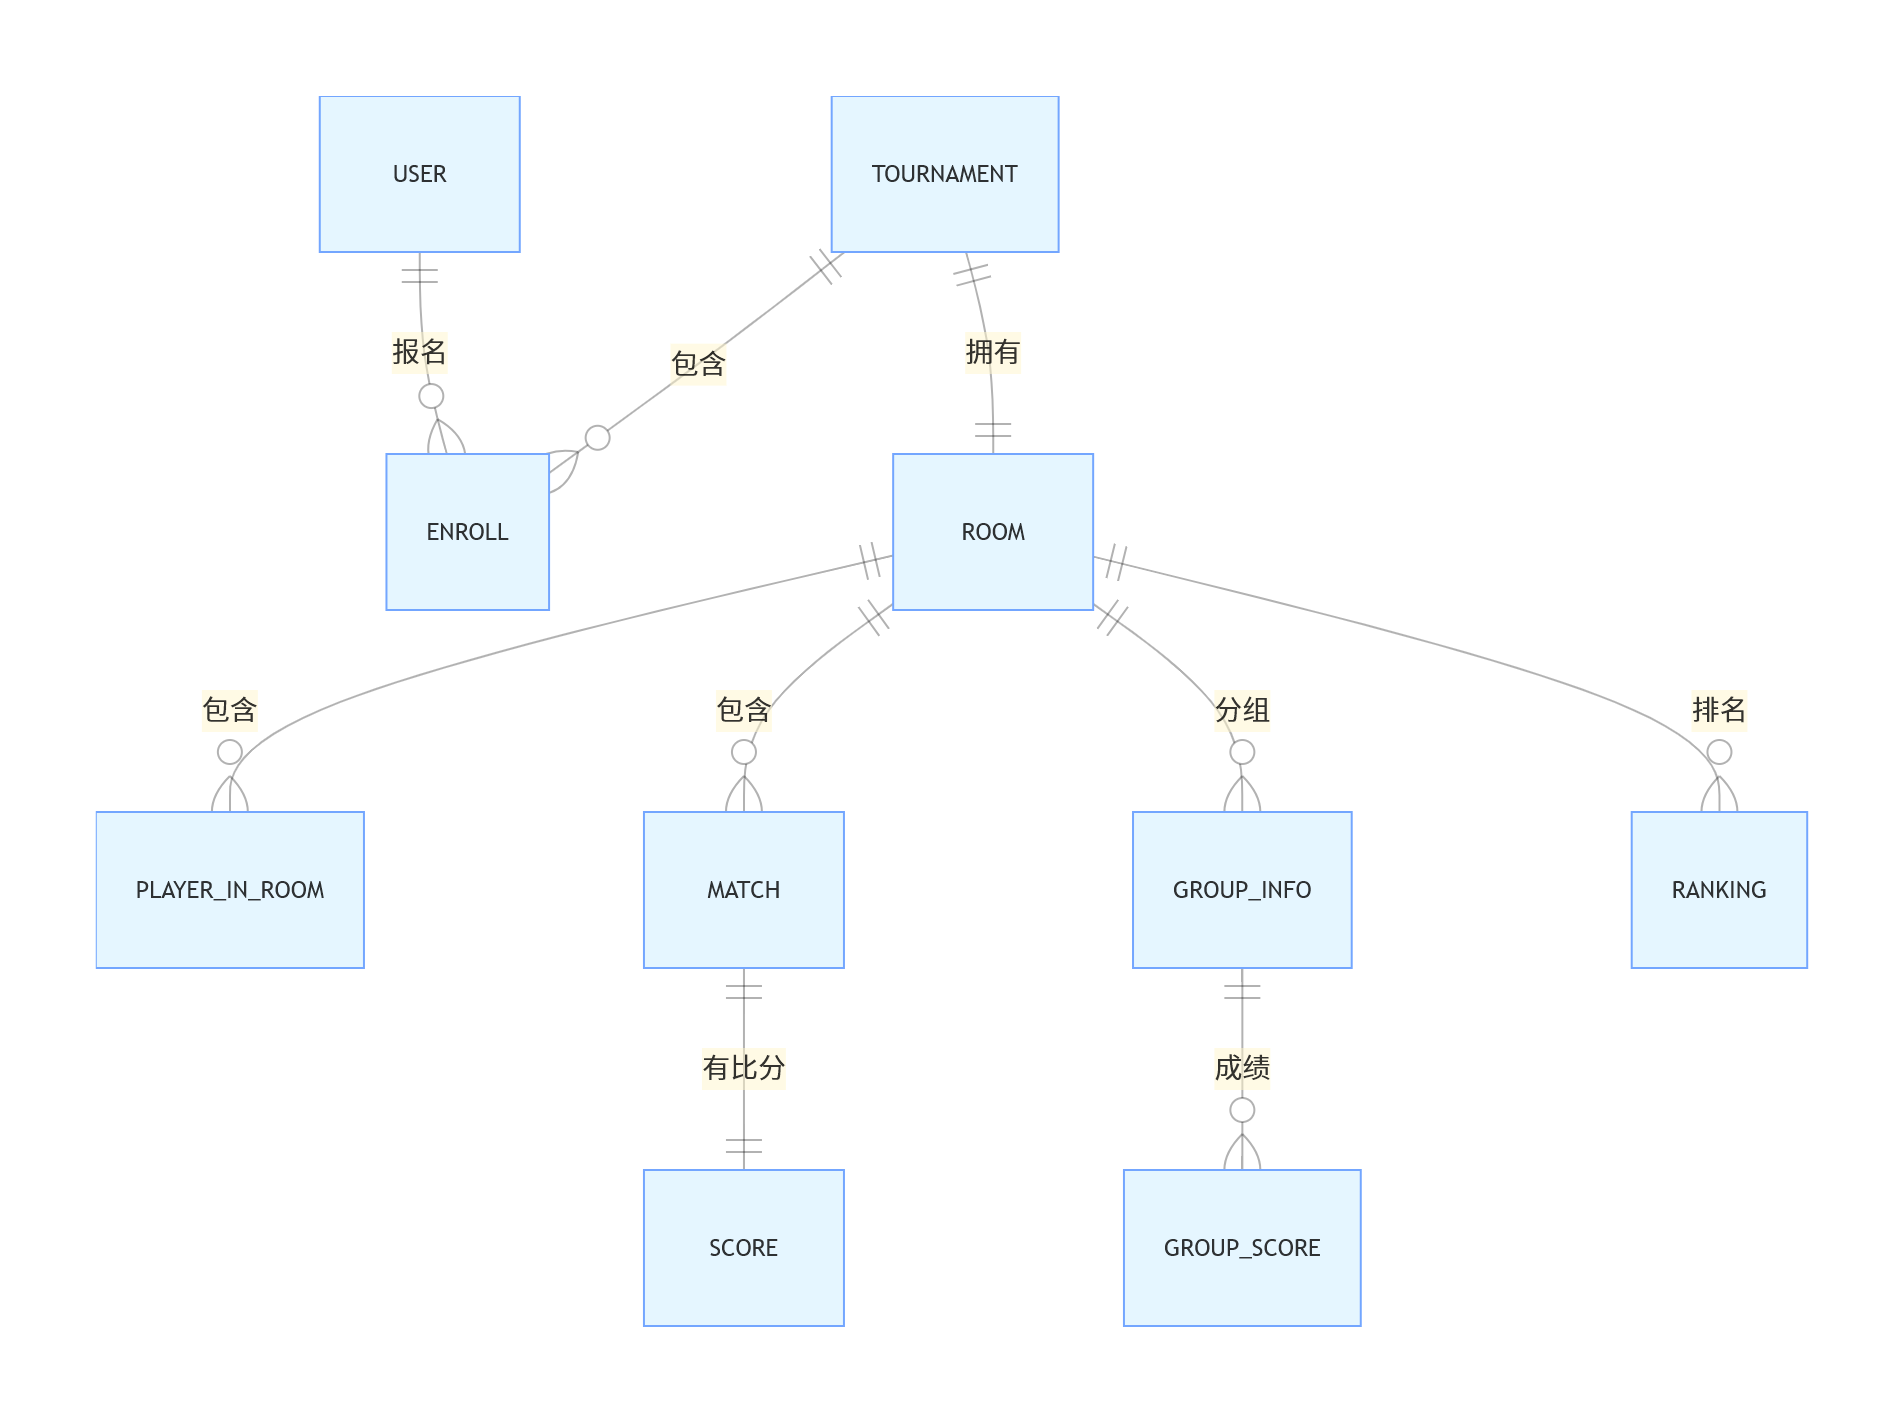 USER
TOURNAMENT
报名
包含
拥有
ENROLL
ROOM
包含
包含
分组
排名
PLAYER_IN_ROOM
MATCH
GROUP_INFO
RANKING
有比分
成绩
SCORE
GROUP_SCORE